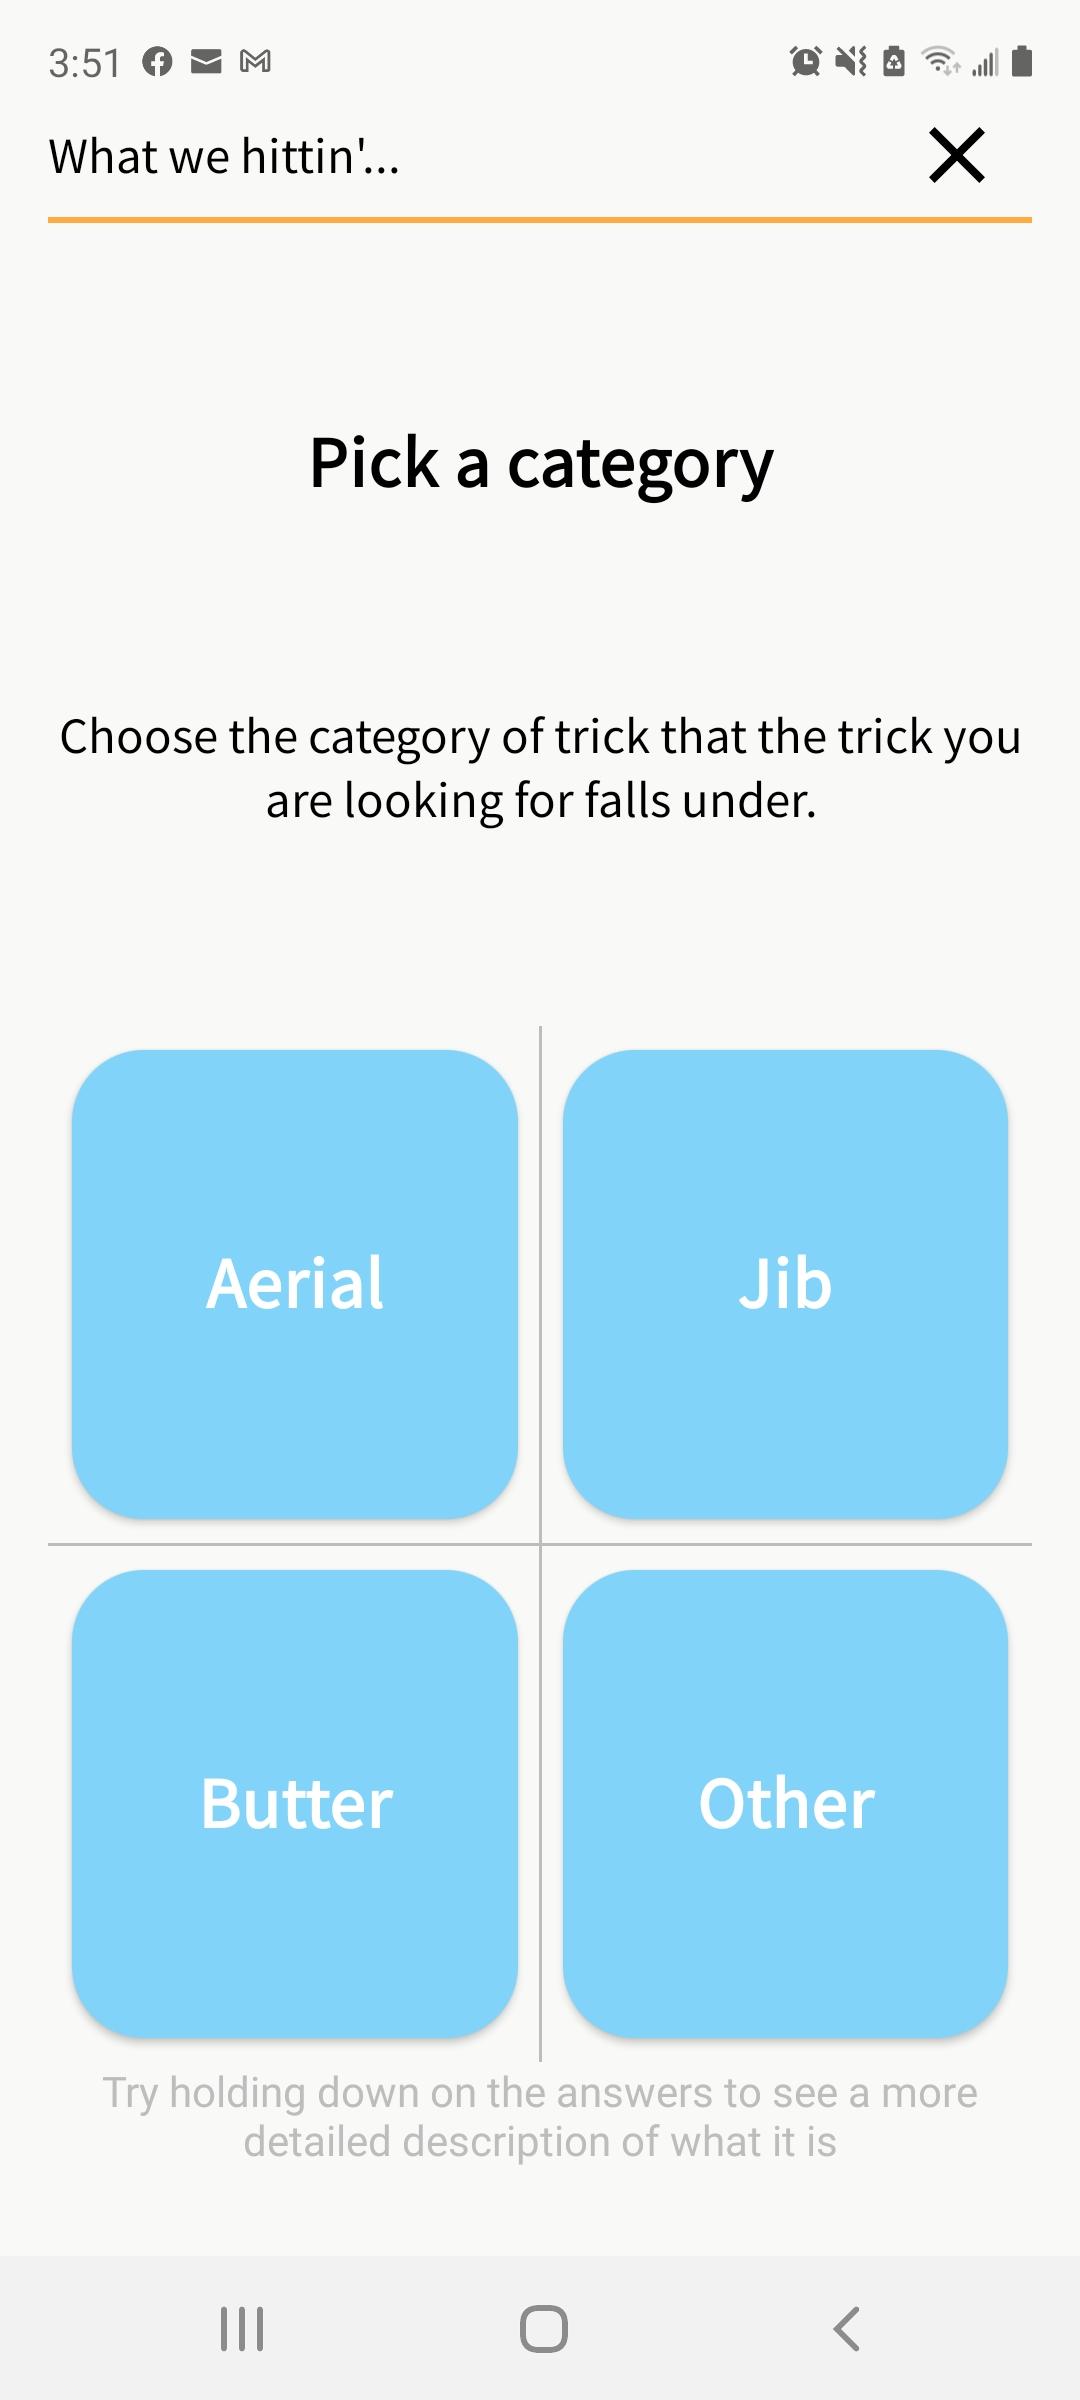 3:51
What we hittin'...
Pick a category
Choose the category of trick that the trick you
are looking for falls under.
Aerial
Jib
Butter
Other
Try holding down on the answers to see a more
detailed description of what it is